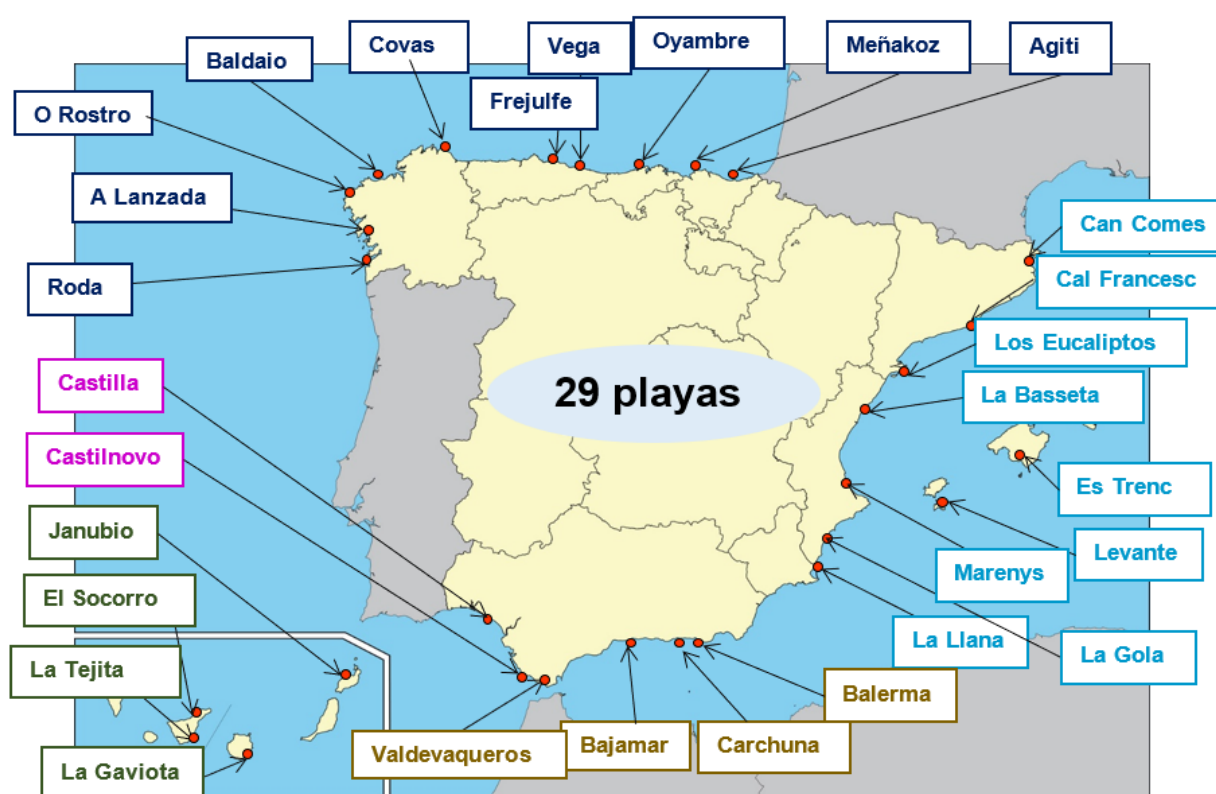 Covas
Vega
Oyambre
Meñakoz
Agiti
Baldaio
Frejulfe
O Rostro
A Lanzada
Can Comes
Cal Francesc
Roda
Los Eucaliptos
Castilla
29 playas
La Basseta
Castilnovo
Es Trenc
Janubio
Levante
Marenys
El Socorro
La Llana
La Gola
La Tejita
Balerma
Valdevaqueros
Bajamar
Carchuna
La Gaviota